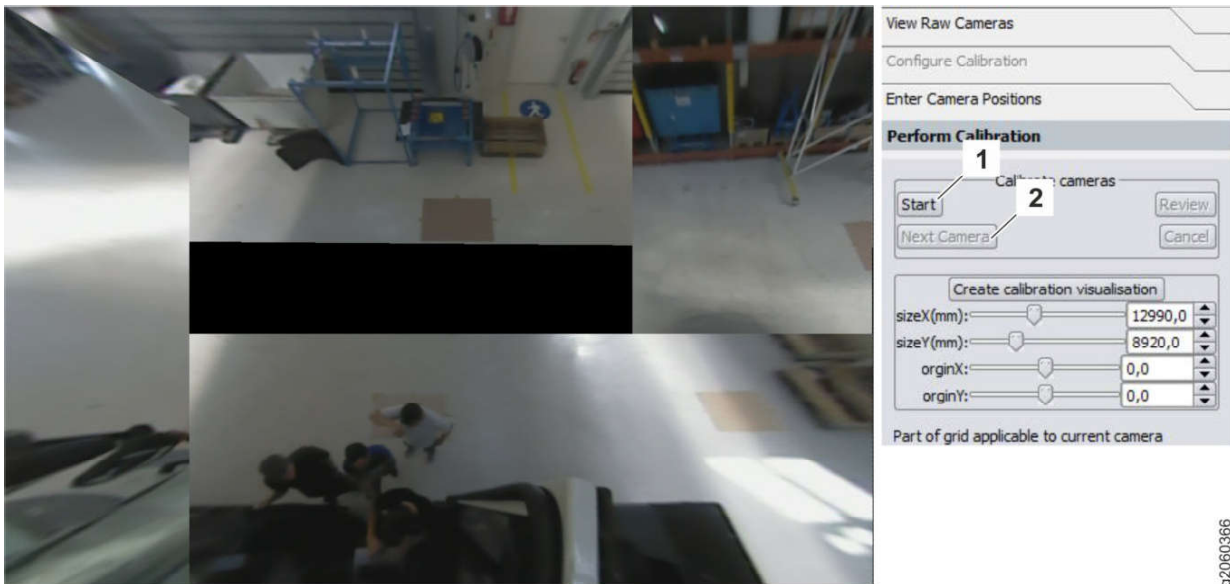 View Raw Cameras
Configure Calibration
Enter Camera Positions
Perform Calibration
1
Calibrate cameras
2
Start
Review
Next Camera
Cancel
Create calibration visualisation
sizeX(mm):
12990,0
sizeY(mm):
8920,0
orginX:
0,0
orginY:
0,0
Part of grid applicable to current camera